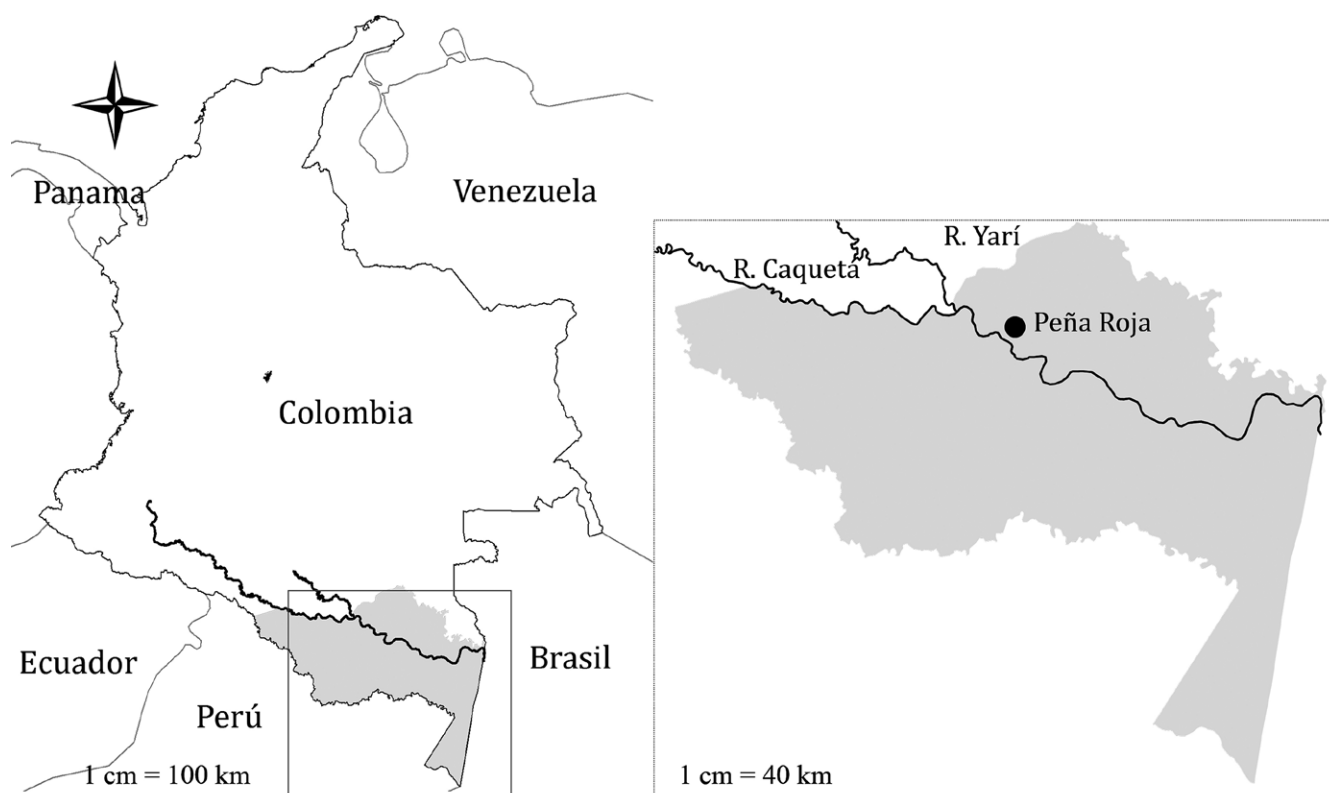 Panama
Venezuela
Colombia
Ecuador
Perú
Brasil
1 cm = 100 km
R. Yarí
R. Caquetá
Peña Roja
1 cm = 40 km